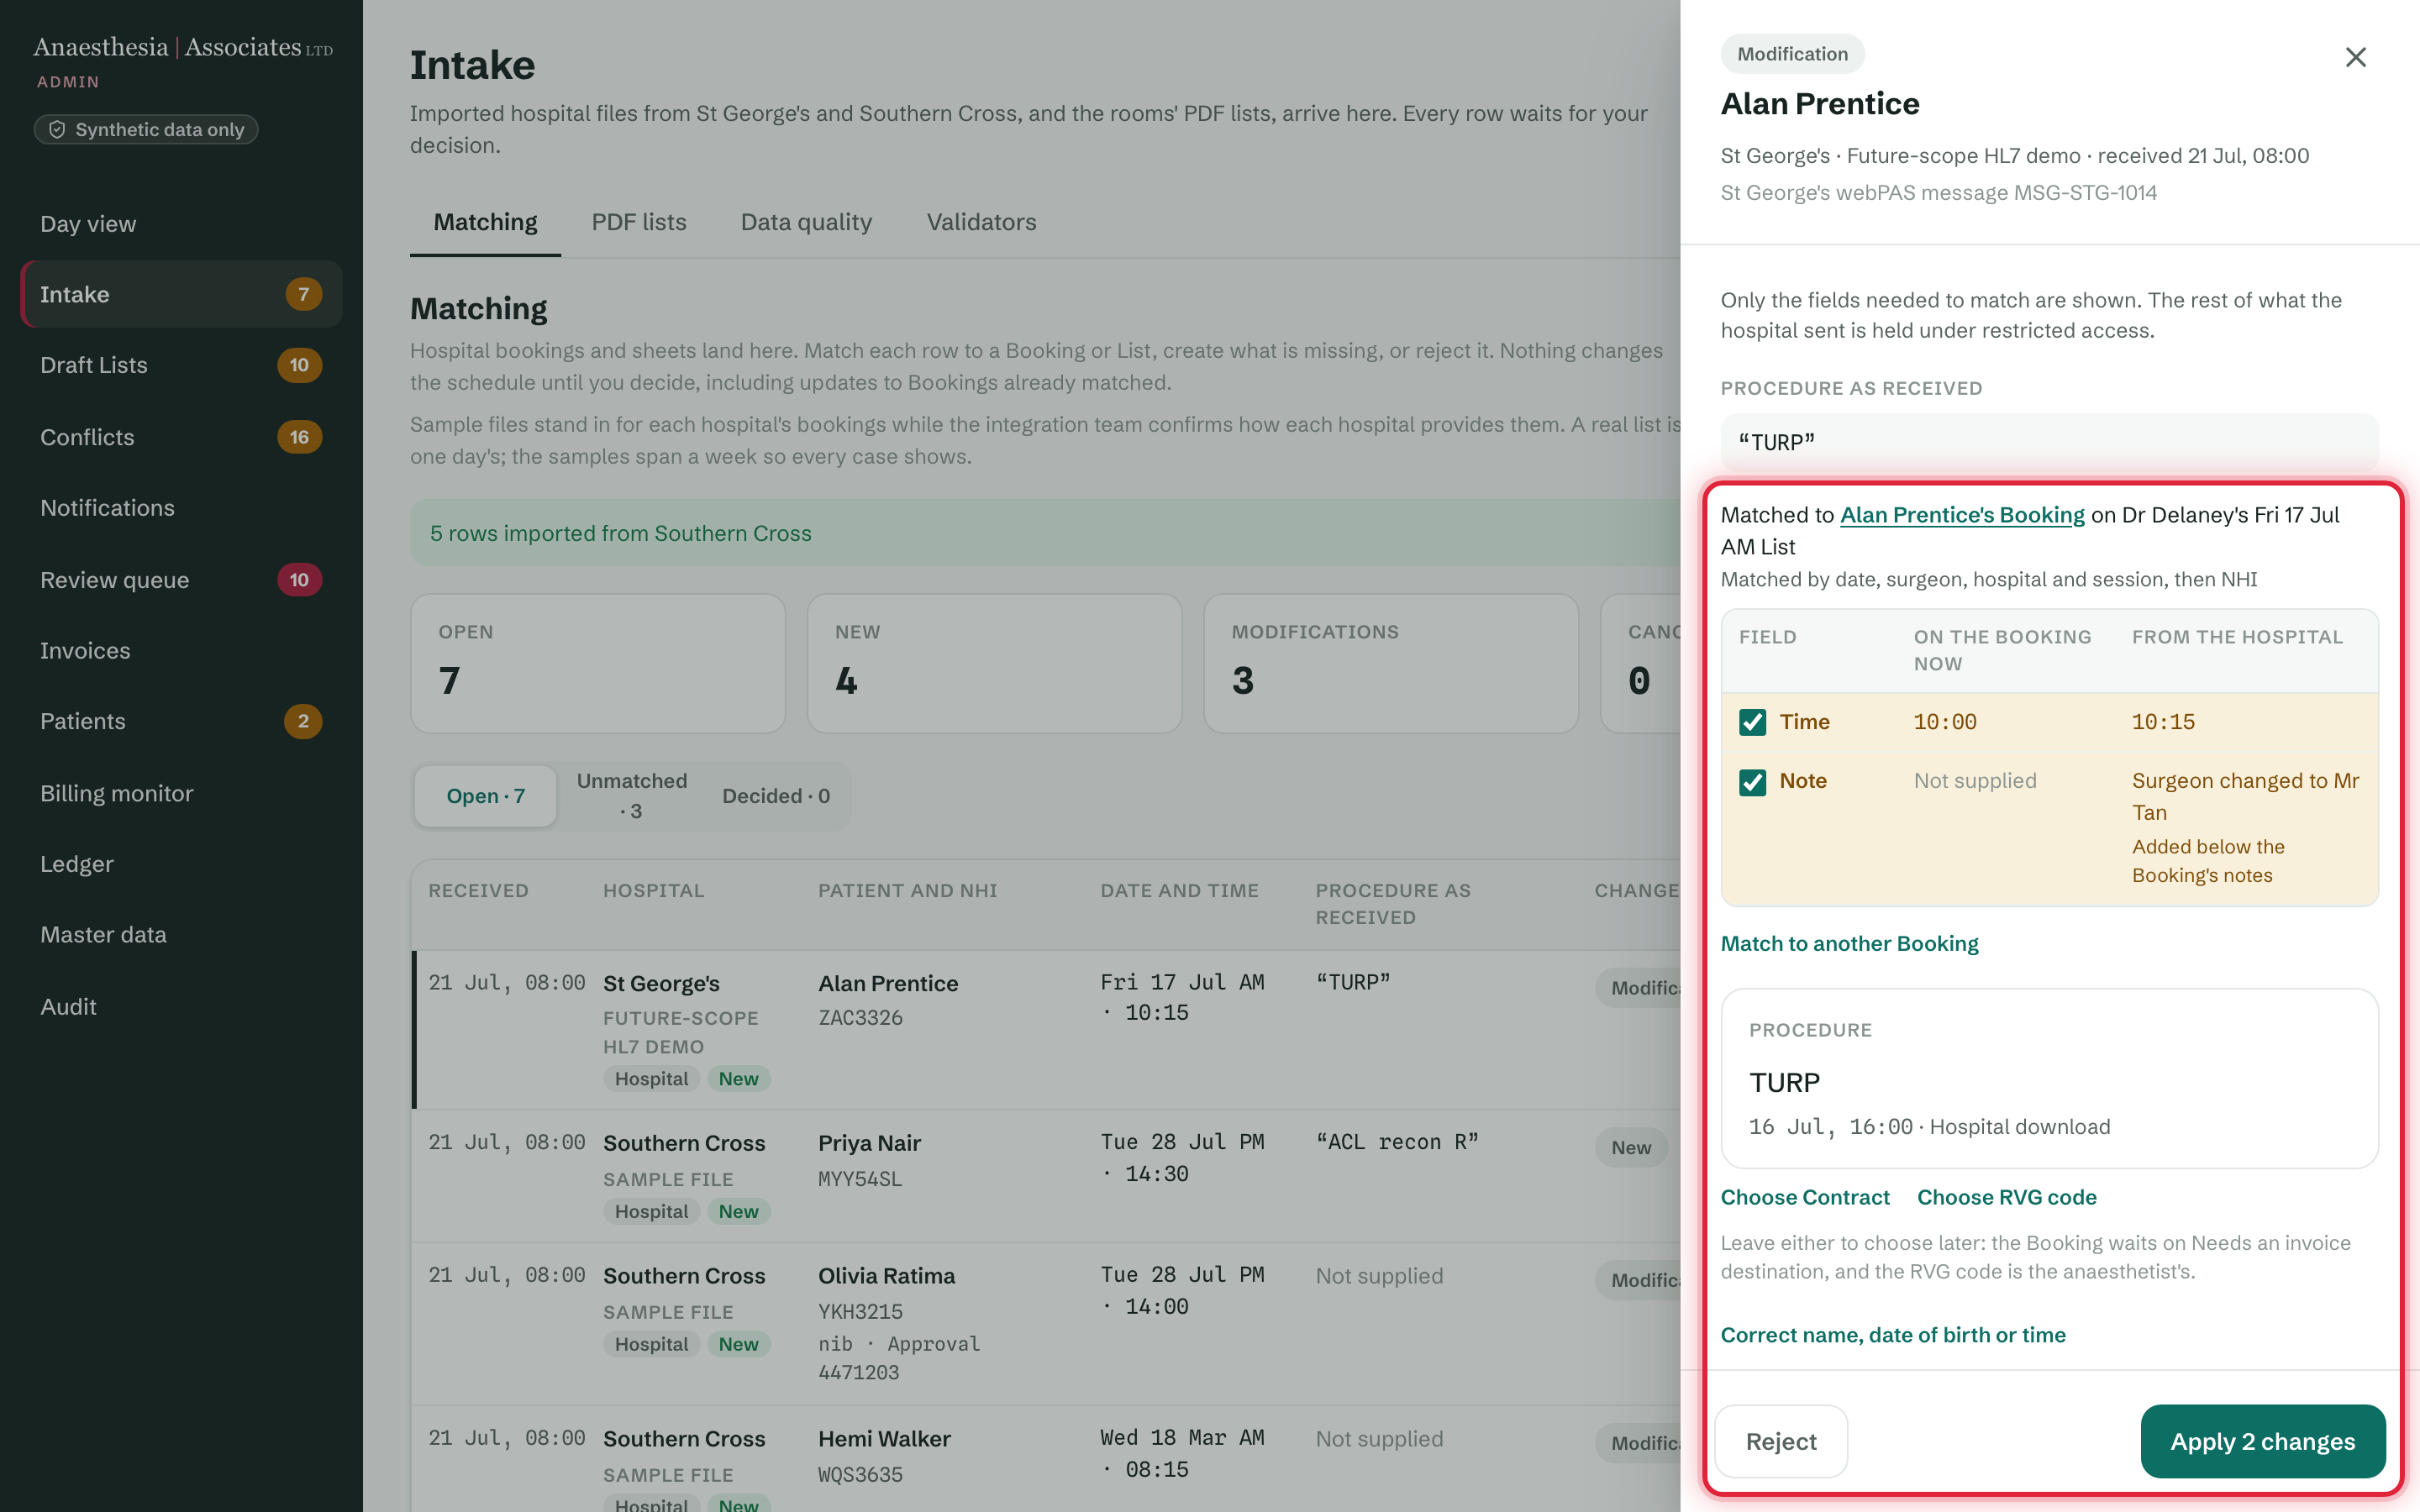 Anaesthesia | Associates LTD
ADMIN
Synthetic data only
Day view
Intake 7
Draft Lists 10
Conflicts 16
Notifications
Review queue 10
Invoices
Patients 2
Billing monitor
Ledger
Master data
Audit
Intake
Imported hospital files from St George's and Southern Cross, and the rooms' PDF lists, arrive here. Every row waits for your
decision.
Matching PDF lists Data quality Validators
Matching
Hospital bookings and sheets land here. Match each row to a Booking or List, create what is missing, or reject it. Nothing changes
the schedule until you decide, including updates to Bookings already matched.
Sample files stand in for each hospital's bookings while the integration team confirms how each hospital provides them. A real list is
one day's; the samples span a week so every case shows.
5 rows imported from Southern Cross
OPEN
7
NEW
4
MODIFICATIONS
3
CANC
0
Open · 7
Unmatched
· 3
Decided · 0
RECEIVED HOSPITAL PATIENT AND NHI DATE AND TIME PROCEDURE AS CHANGE
RECEIVED
21 Jul, 08:00 St George's Alan Prentice Fri 17 Jul AM “TURP” Modifica
FUTURE-SCOPE ZAC3326 · 10:15
HL7 DEMO
Hospital New
21 Jul, 08:00 Southern Cross Priya Nair Tue 28 Jul PM “ACL recon R” New
SAMPLE FILE MYY54SL · 14:30
Hospital New
21 Jul, 08:00 Southern Cross Olivia Ratima Tue 28 Jul PM Not supplied Modifica
SAMPLE FILE YKH3215 · 14:00
Hospital New nib · Approval
4471203
21 Jul, 08:00 Southern Cross Hemi Walker Wed 18 Mar AM Not supplied Modifica
SAMPLE FILE WQS3635 · 08:15
Hospital New
Modification
Alan Prentice
St George's · Future-scope HL7 demo · received 21 Jul, 08:00
St George's webPAS message MSG-STG-1014
Only the fields needed to match are shown. The rest of what the
hospital sent is held under restricted access.
PROCEDURE AS RECEIVED
“TURP”
Matched to Alan Prentice's Booking on Dr Delaney's Fri 17 Jul
AM List
Matched by date, surgeon, hospital and session, then NHI
FIELD ON THE BOOKING FROM THE HOSPITAL
NOW
Time 10:00 10:15
Note Not supplied Surgeon changed to Mr
Tan
Added below the
Booking's notes
Match to another Booking
PROCEDURE
TURP
16 Jul, 16:00 · Hospital download
Choose Contract Choose RVG code
Leave either to choose later: the Booking waits on Needs an invoice
destination, and the RVG code is the anaesthetist's.
Correct name, date of birth or time
Reject Apply 2 changes